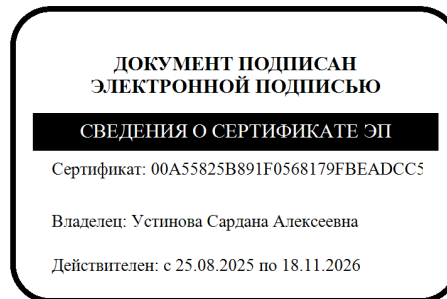 ДОКУМЕНТ ПОДПИСАН
ЭЛЕКТРОННОЙ ПОДПИСЬЮ
СВЕДЕНИЯ О СЕРТИФИКАТЕ ЭП
Сертификат: 00A55825B891F0568179FBEADCC5
Владелец: Устинова Сардана Алексеевна
Действителен: с 25.08.2025 по 18.11.2026